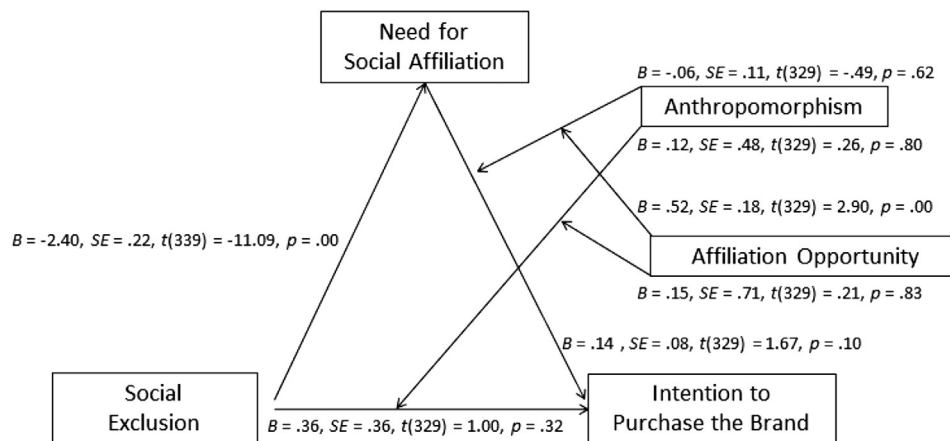 Need for
Social Affiliation
B = -.06, SE = .11, t(329) = -.49, p = .62
Anthropomorphism
B = .12, SE = .48, t(329) = .26, p = .80
B = .52, SE = .18, t(329) = 2.90, p = .00
B = -2.40, SE = .22, t(339) = -11.09, p = .00
Affiliation Opportunity
B = .15, SE = .71, t(329) = .21, p = .83
B = .14 , SE = .08, t(329) = 1.67, p = .10
Social
Exclusion
Intention to
Purchase the Brand
B = .36, SE = .36, t(329) = 1.00, p = .32